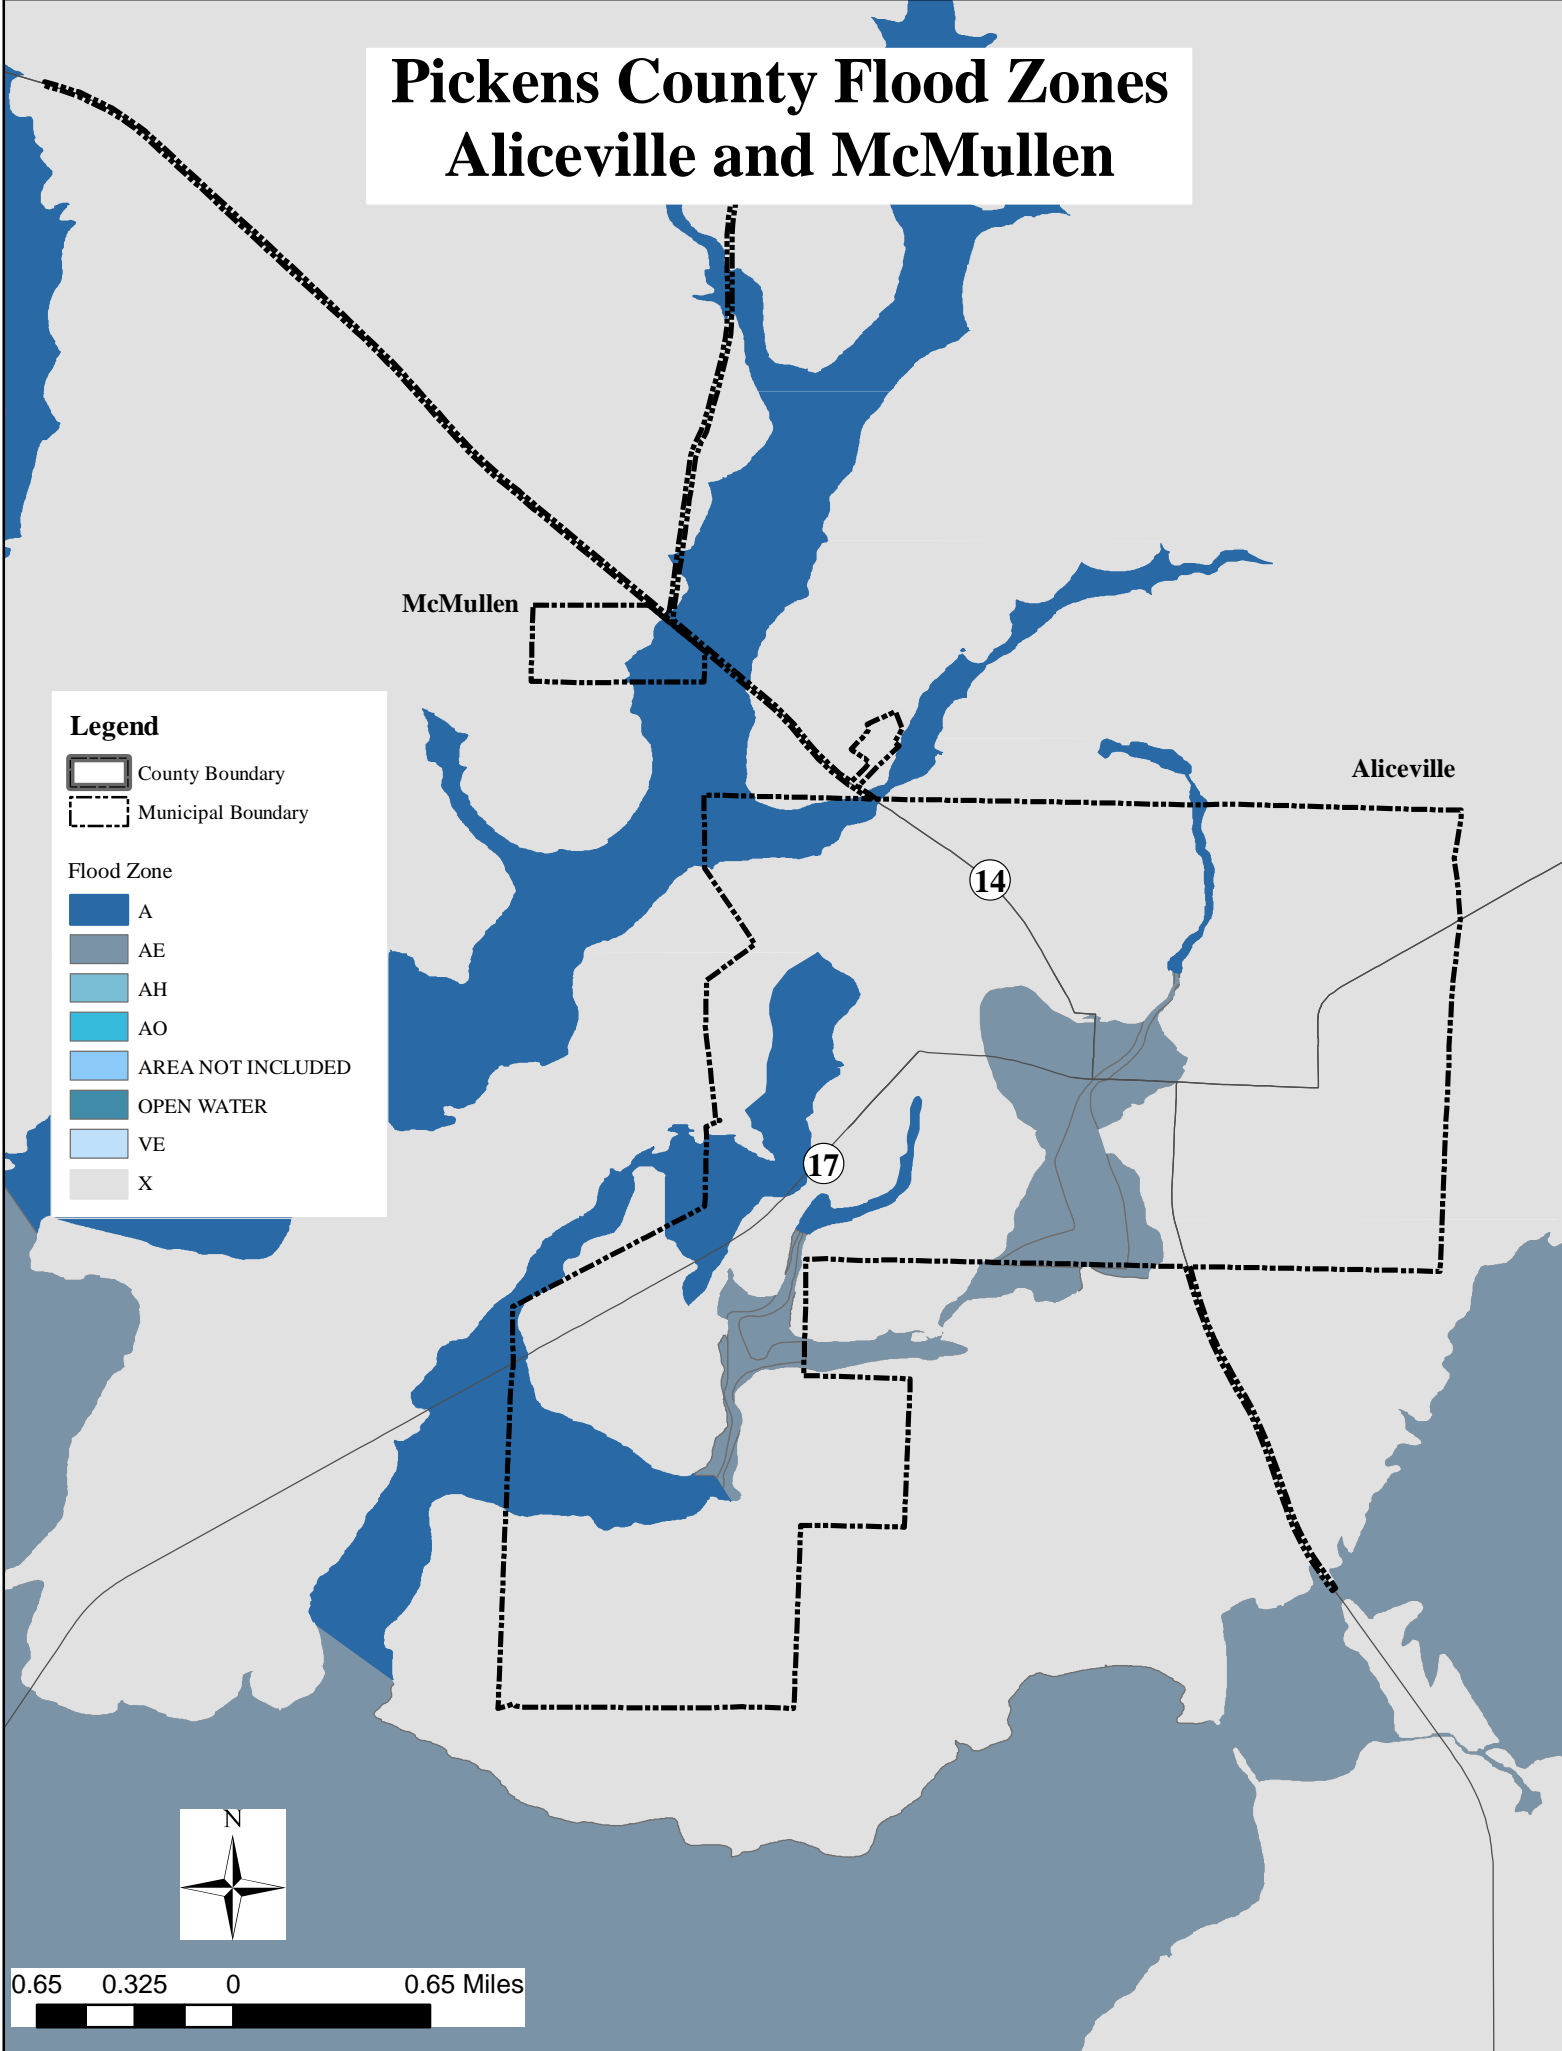 Pickens County Flood Zones
Aliceville and McMullen
McMullen
Aliceville
14
17
Legend
County Boundary
Municipal Boundary
Flood Zone
A
AE
AH
AO
AREA NOT INCLUDED
OPEN WATER
VE
X
N
0.65 0.325 0 0.65 Miles